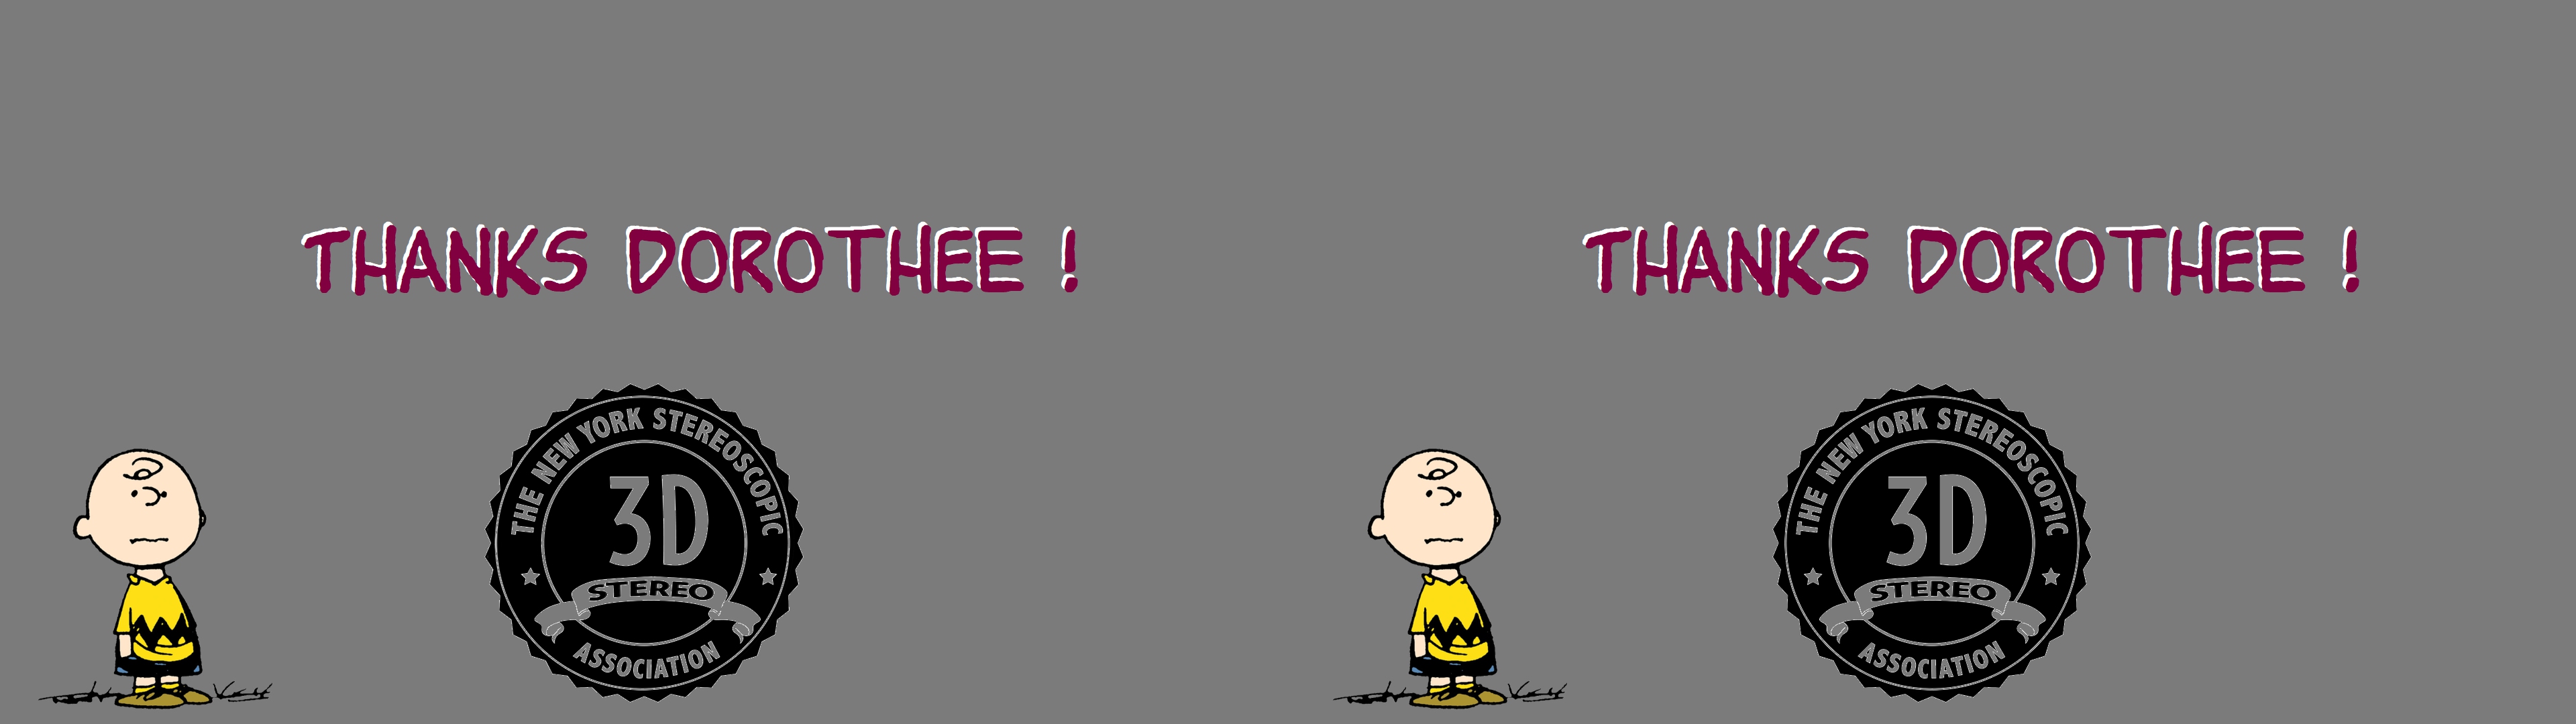 THANKS DOROTHEE !
THE NEW YORK STEREOSCOPIC
3D
STEREO
ASSOCIATION
THANKS DOROTHEE !
THE NEW YORK STEREOSCOPIC
3D
STEREO
ASSOCIATION